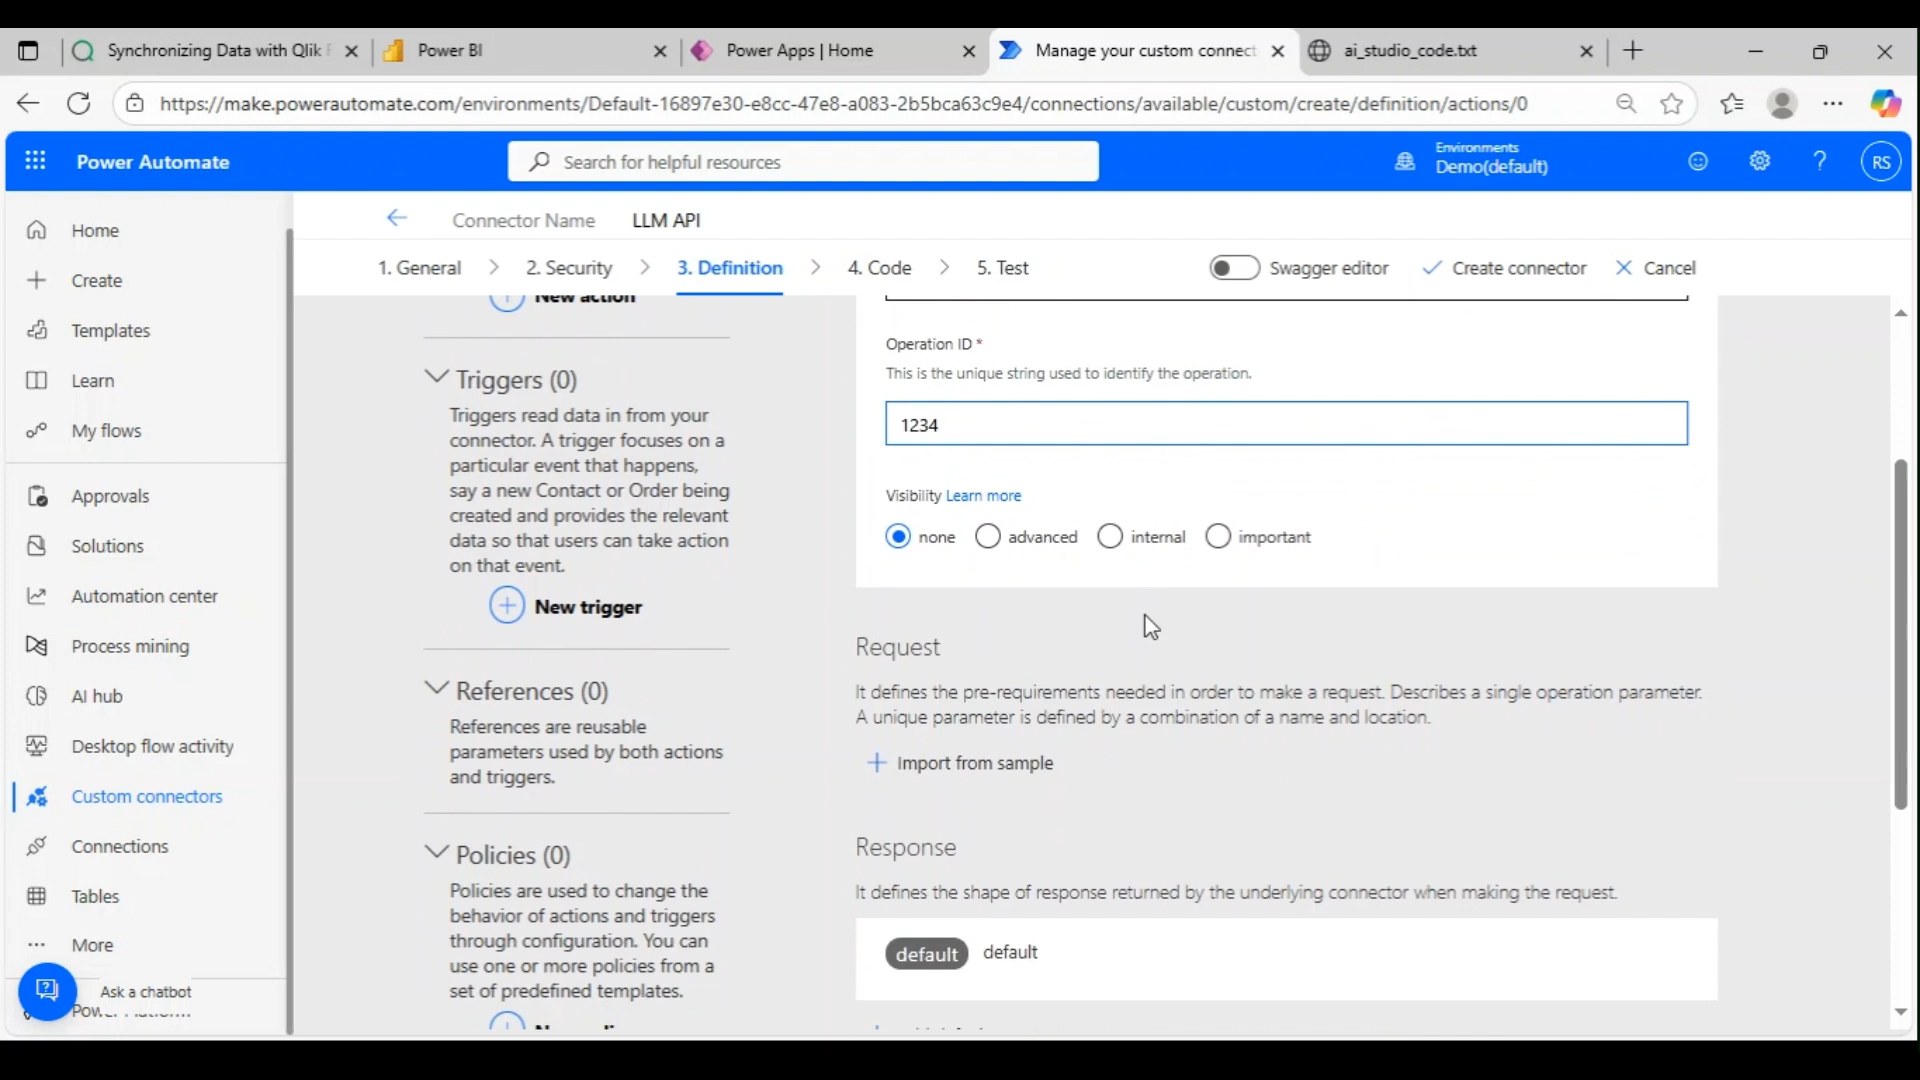 Synchronizing Data with Qlik
Power BI
Power Apps | Home
Manage your custom connect
ai_studio_code.txt
https://make.powerautomate.com/environments/Default-16897e30-e8cc-47e8-a083-2b5bca63c9e4/connections/available/custom/create/definition/actions/0
Power Automate
Search for helpful resources
Environments
Demo(default)
RS
Home
Create
Templates
Learn
My flows
Approvals
Solutions
Automation center
Process mining
AI hub
Desktop flow activity
Custom connectors
Connections
Tables
More
Ask a chatbot
Connector Name LLM API
1. General
2. Security
3. Definition
4. Code
5. Test
Swagger editor
Create connector
Cancel
New action
Triggers (0)
Triggers read data in from your
connector. A trigger focuses on a
particular event that happens,
say a new Contact or Order being
created and provides the relevant
data so that users can take action
on that event.
New trigger
References (0)
References are reusable
parameters used by both actions
and triggers.
Policies (0)
Policies are used to change the
behavior of actions and triggers
through configuration. You can
use one or more policies from a
set of predefined templates.
Operation ID *
This is the unique string used to identify the operation.
1234
Visibility Learn more
none
advanced
internal
important
Request
It defines the pre-requirements needed in order to make a request. Describes a single operation parameter.
A unique parameter is defined by a combination of a name and location.
Import from sample
Response
It defines the shape of response returned by the underlying connector when making the request.
default default